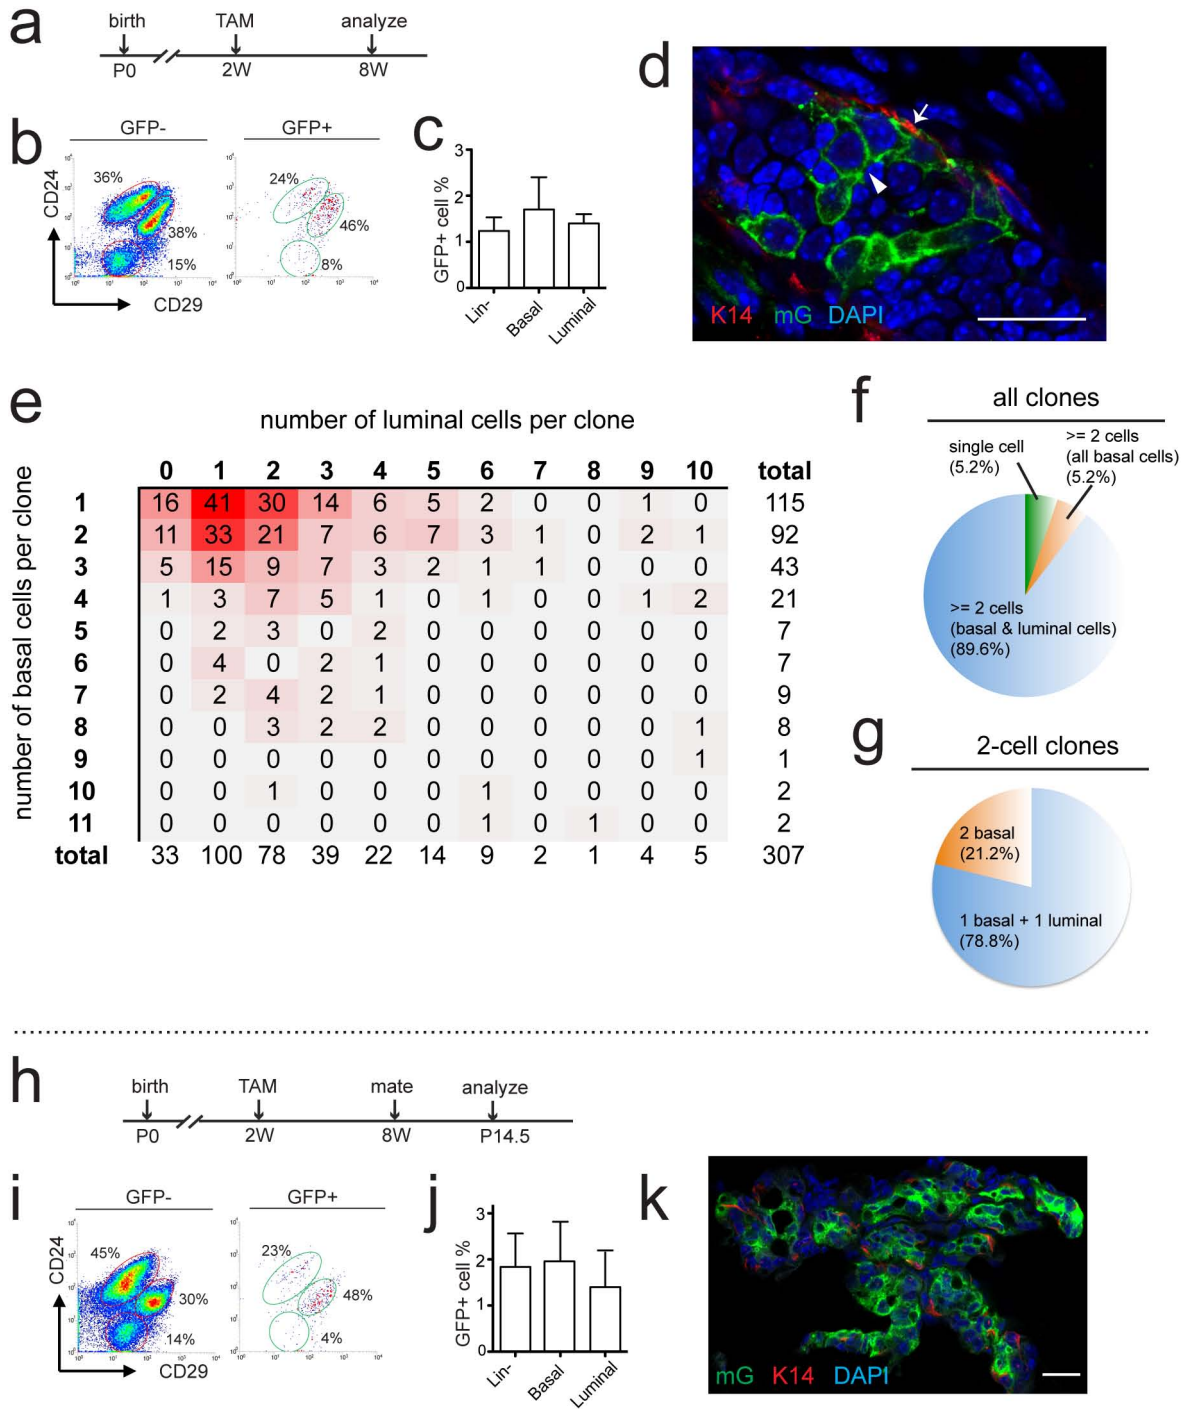 a
birth TAM analyze
P0 2W 8W
b
GFP- GFP+
CD24
36%
38%
15%
24%
46%
8%
CD29
c
GFP+ cell %
3
2
1
0
Lin- Basal Luminal
d
K14 mG DAPI
e
number of luminal cells per clone
number of basal cells per clone
0 1 2 3 4 5 6 7 8 9 10 total
1 16 41 30 14 6 5 2 0 0 1 0 115
2 11 33 21 7 6 7 3 1 0 2 1 92
3 5 15 9 7 3 2 1 1 0 0 0 43
4 1 3 7 5 1 0 1 0 0 1 2 21
5 0 2 3 0 2 0 0 0 0 0 0 7
6 0 4 0 2 1 0 0 0 0 0 0 7
7 0 2 4 2 1 0 0 0 0 0 0 9
8 0 0 3 2 2 0 0 0 0 0 1 8
9 0 0 0 0 0 0 0 0 0 0 1 1
10 0 0 1 0 0 0 1 0 0 0 0 2
11 0 0 0 0 0 0 1 0 1 0 0 2
total 33 100 78 39 22 14 9 2 1 4 5 307
f
all clones
single cell
(5.2%)
>= 2 cells
(all basal cells)
(5.2%)
>= 2 cells
(basal & luminal cells)
(89.6%)
g
2-cell clones
2 basal
(21.2%)
1 basal + 1 luminal
(78.8%)
h
birth TAM mate analyze
P0 2W 8W P14.5
i
GFP- GFP+
CD24
45%
30%
14%
23%
48%
4%
CD29
j
GFP+ cell %
3
2
1
0
Lin- Basal Luminal
k
mG K14 DAPI